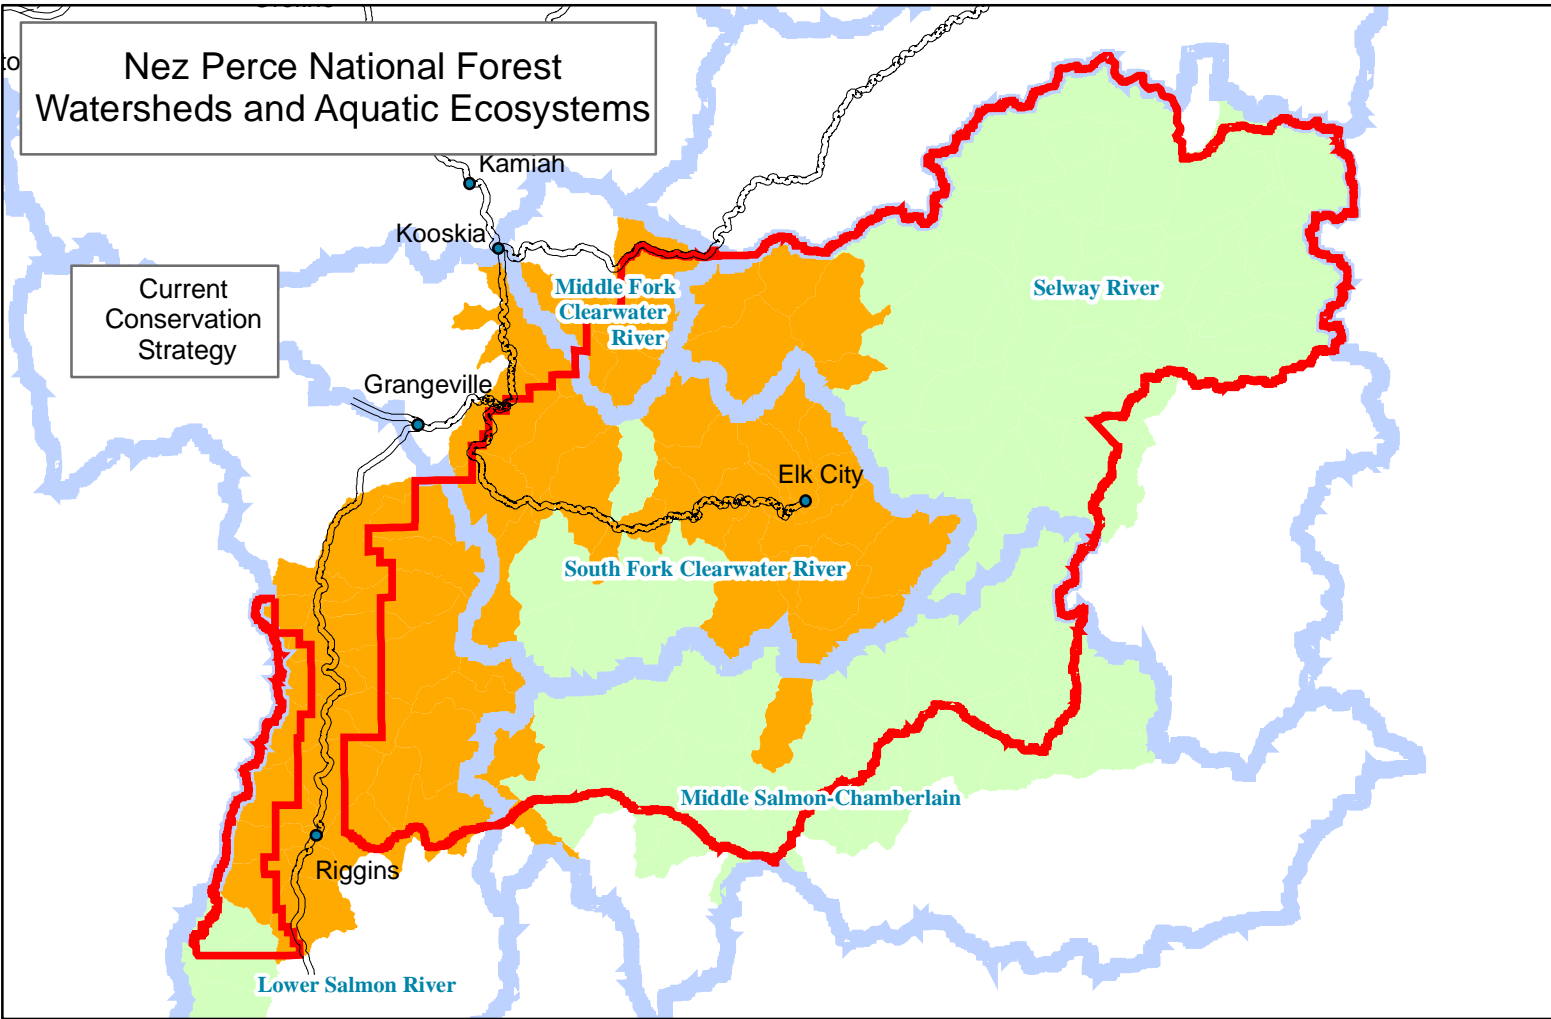 Nez Perce National Forest
Watersheds and Aquatic Ecosystems
Kamiah
Kooskia
Current
Conservation
Strategy
Middle Fork
Clearwater
River
Selway River
Grangeville
Elk City
South Fork Clearwater River
Middle Salmon-Chamberlain
Riggins
Lower Salmon River